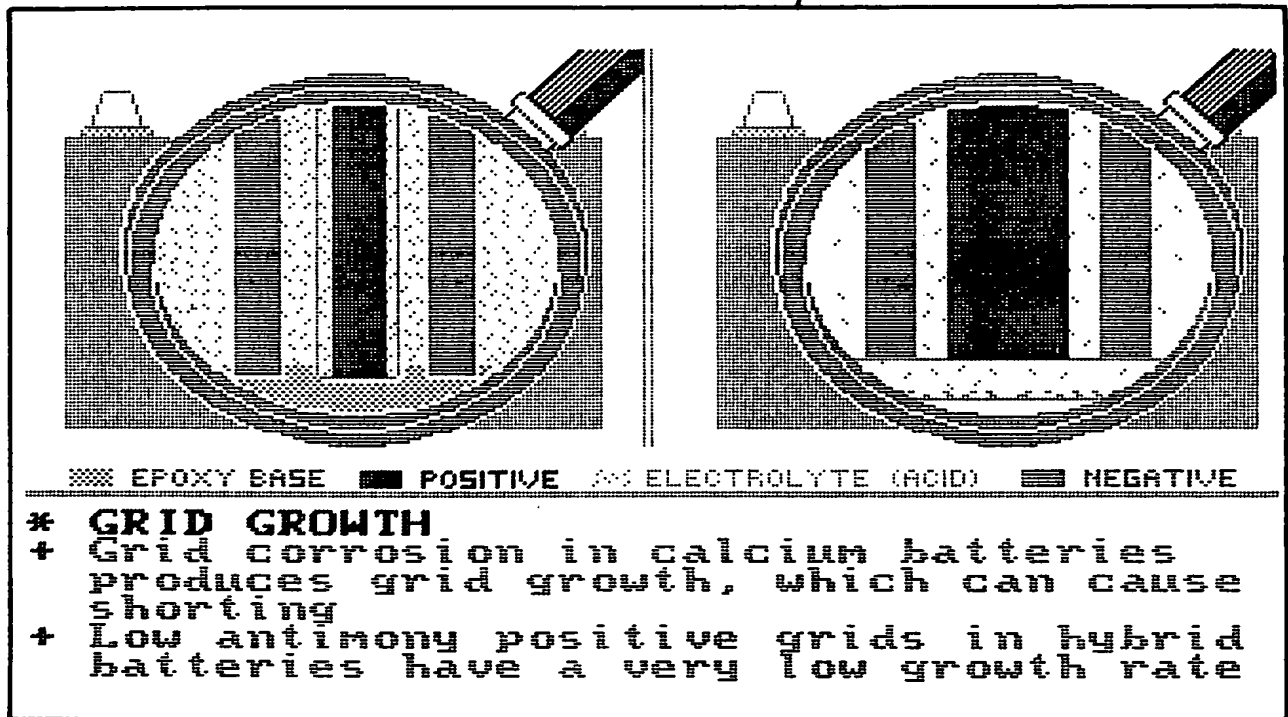 EPOXY BASE POSITIVE ELECTROLYTE (ACID) NEGATIVE
* GRID GROWTH
+ Grid corrosion in calcium batteries
produces grid growth, which can cause
shorting
+ Low antimony positive grids in hybrid
batteries have a very low growth rate